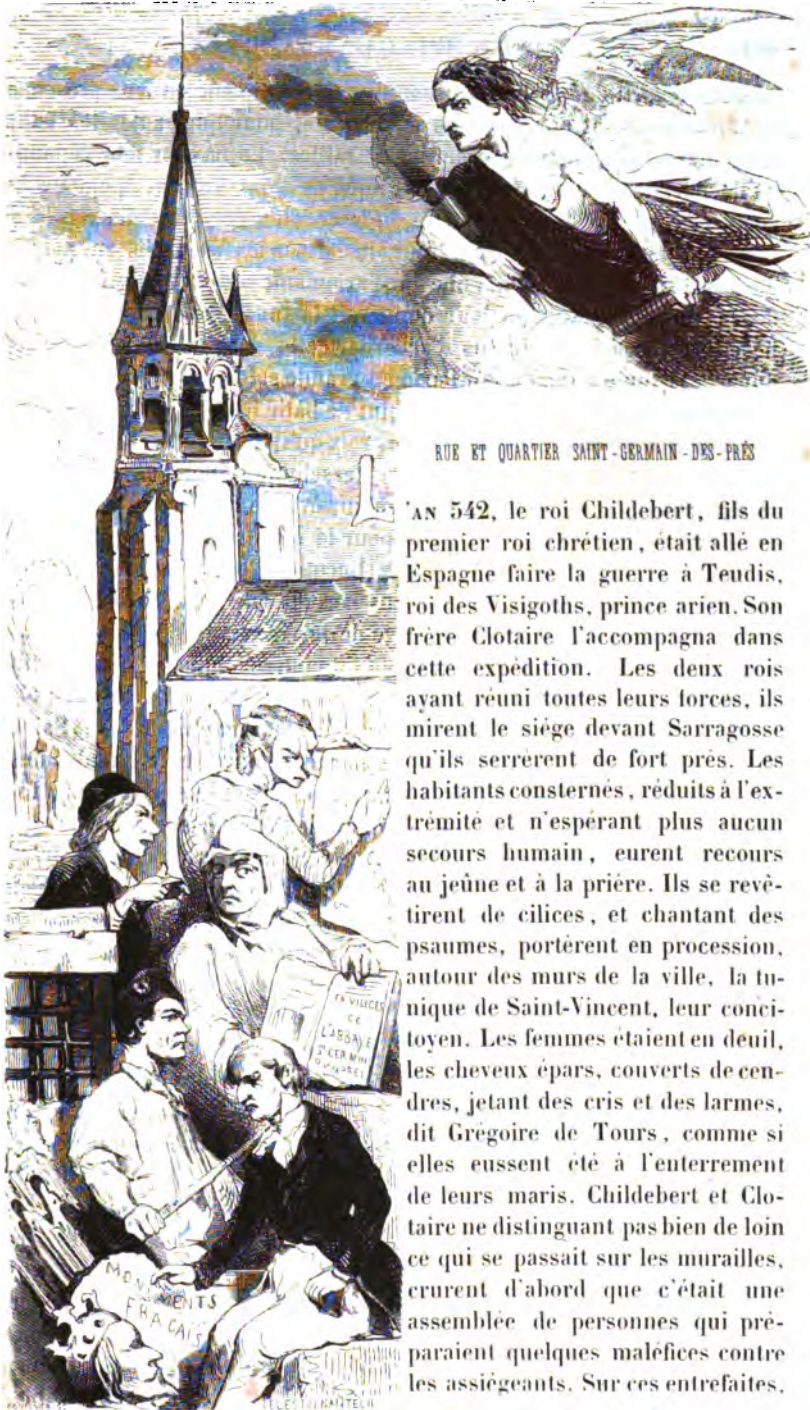 RUE ET QUARTIER SAINT-GERMAIN-DES-PRÉS
L'AN 542, le roi Childebert, fils du
premier roi chrétien, était allé en
Espagne faire la guerre à Teudis,
roi des Visigoths, prince arien. Son
frère Clotaire l'accompagna dans
cette expédition. Les deux rois
ayant réuni toutes leurs forces, ils
mirent le siége devant Sarragosse
qu'ils serrèrent de fort près. Les
habitants consternés, réduits à l'ex-
trémité et n'espérant plus aucun
secours humain, eurent recours
au jeûne et à la prière. Ils se revê-
tirent de cilices, et chantant des
psaumes, portèrent en procession,
autour des murs de la ville, la tu-
nique de Saint-Vincent, leur conci-
toyen. Les femmes étaient en deuil,
les cheveux épars, couverts de cen-
dres, jetant des cris et des larmes,
dit Grégoire de Tours, comme si
elles eussent été à l'enterrement
de leurs maris. Childebert et Clo-
taire ne distinguant pas bien de loin
ce qui se passait sur les murailles,
crurent d'abord que c'était une
assemblée de personnes qui pré-
paraient quelques maléfices contre
les assiégeants. Sur ces entrefaites,
L'ABBAYE
St GERMIN
MONUMENTS
FRACAIS
CELESTIN NANTEUIL